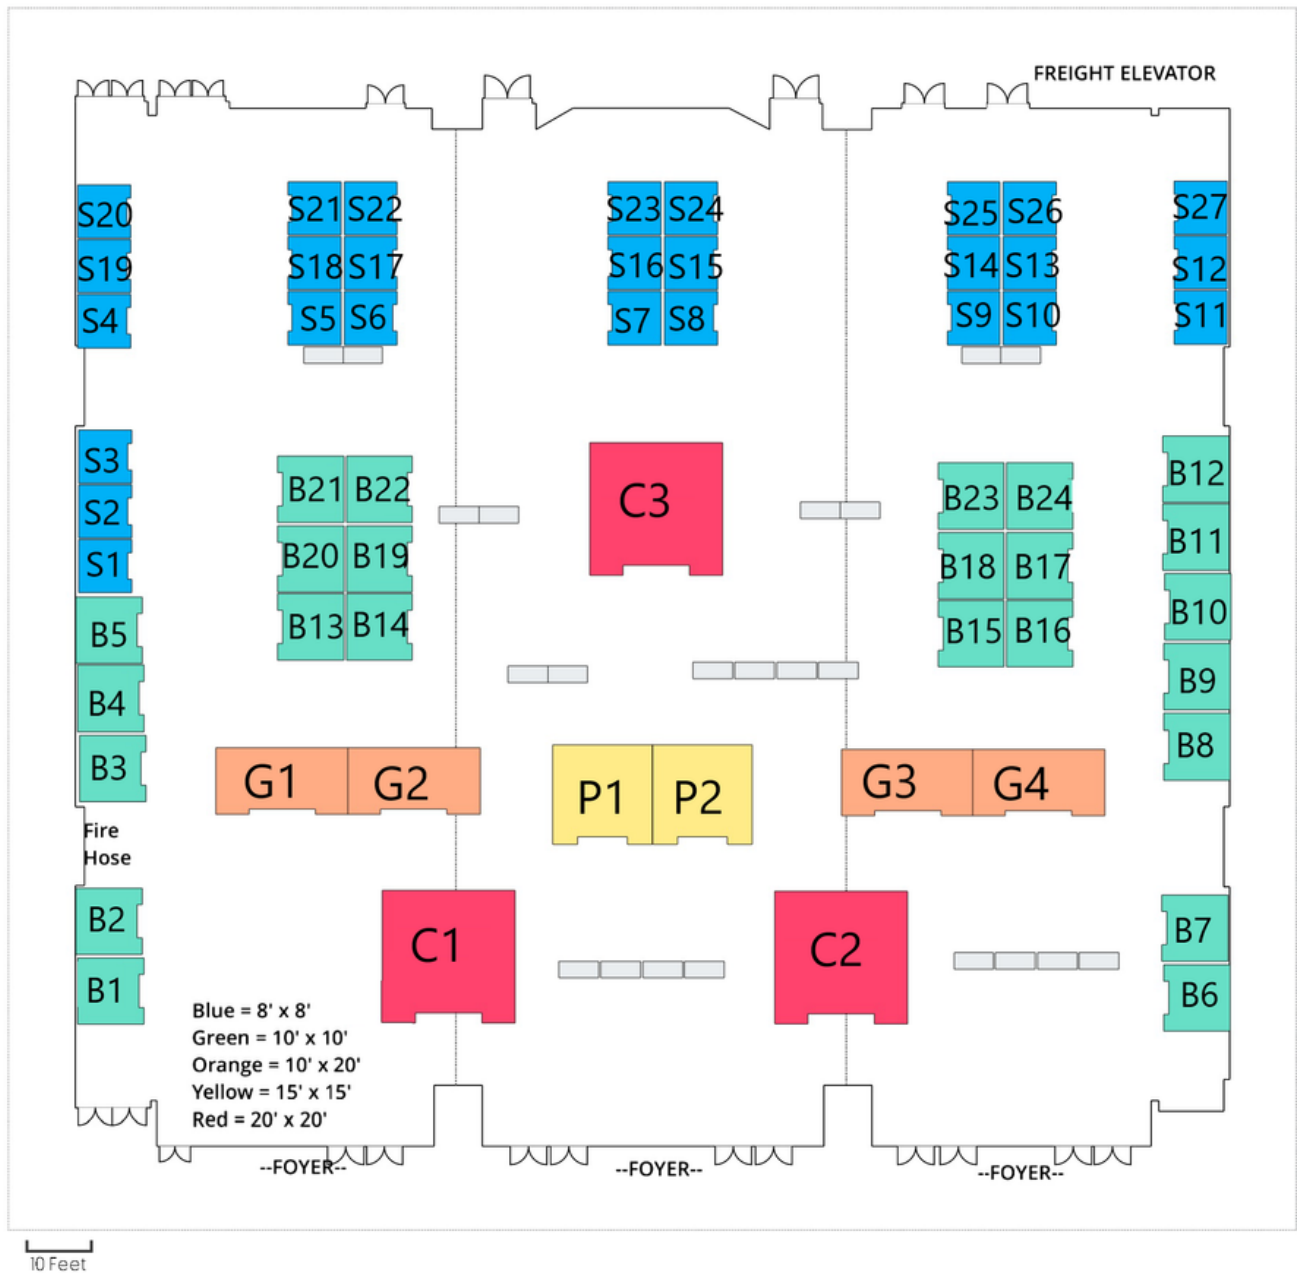 FREIGHT ELEVATOR
S20 S21 S22 S23 S24 S25 S26 S27
S19 S18 S17 S16 S15 S14 S13 S12
S4 S5 S6 S7 S8 S9 S10 S11
S3 B21 B22 C3 B23 B24 B12
S2 B20 B19 B18 B17 B11
S1 B13 B14 B15 B16 B10
B5 B9
B4 B8
B3 G1 G2 P1 P2 G3 G4
Fire
Hose
B2 C1 C2 B7
B1 B6
Blue = 8' x 8'
Green = 10' x 10'
Orange = 10' x 20'
Yellow = 15' x 15'
Red = 20' x 20'
--FOYER-- --FOYER-- --FOYER--
10 Feet